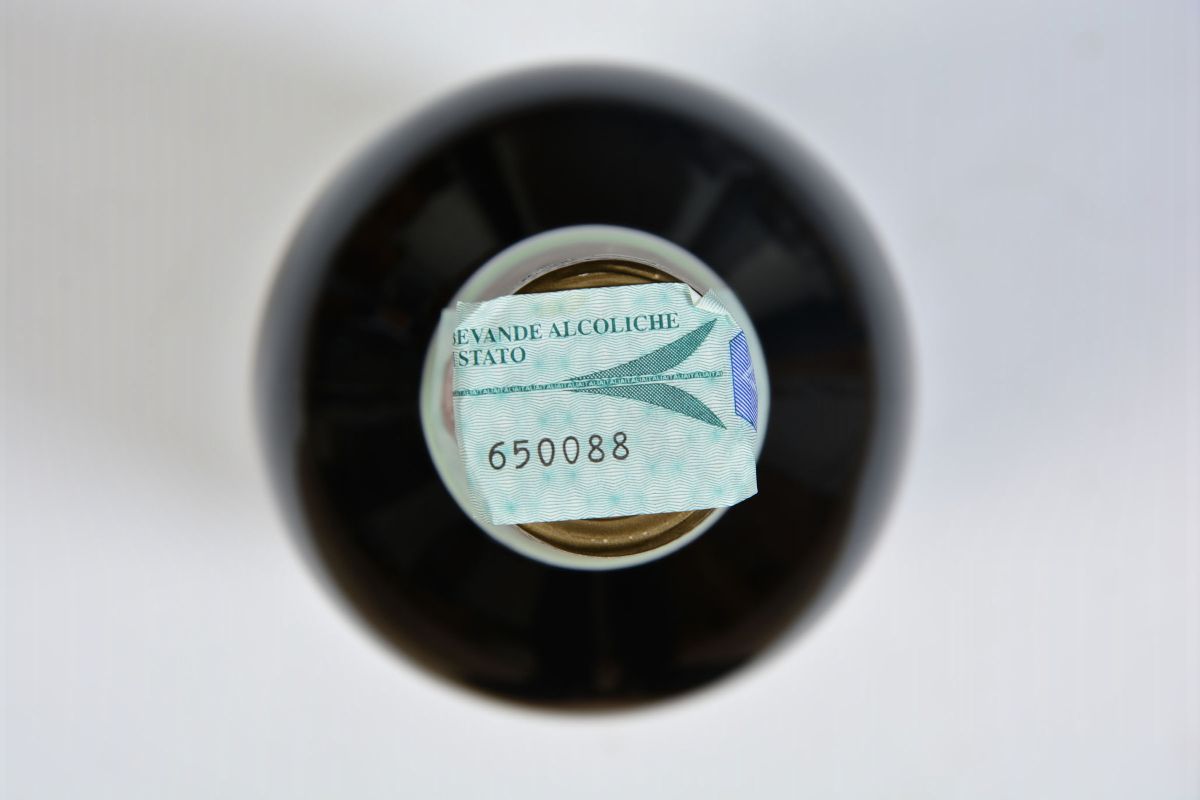 BEVANDE ALCOLICHE
STATO
650088